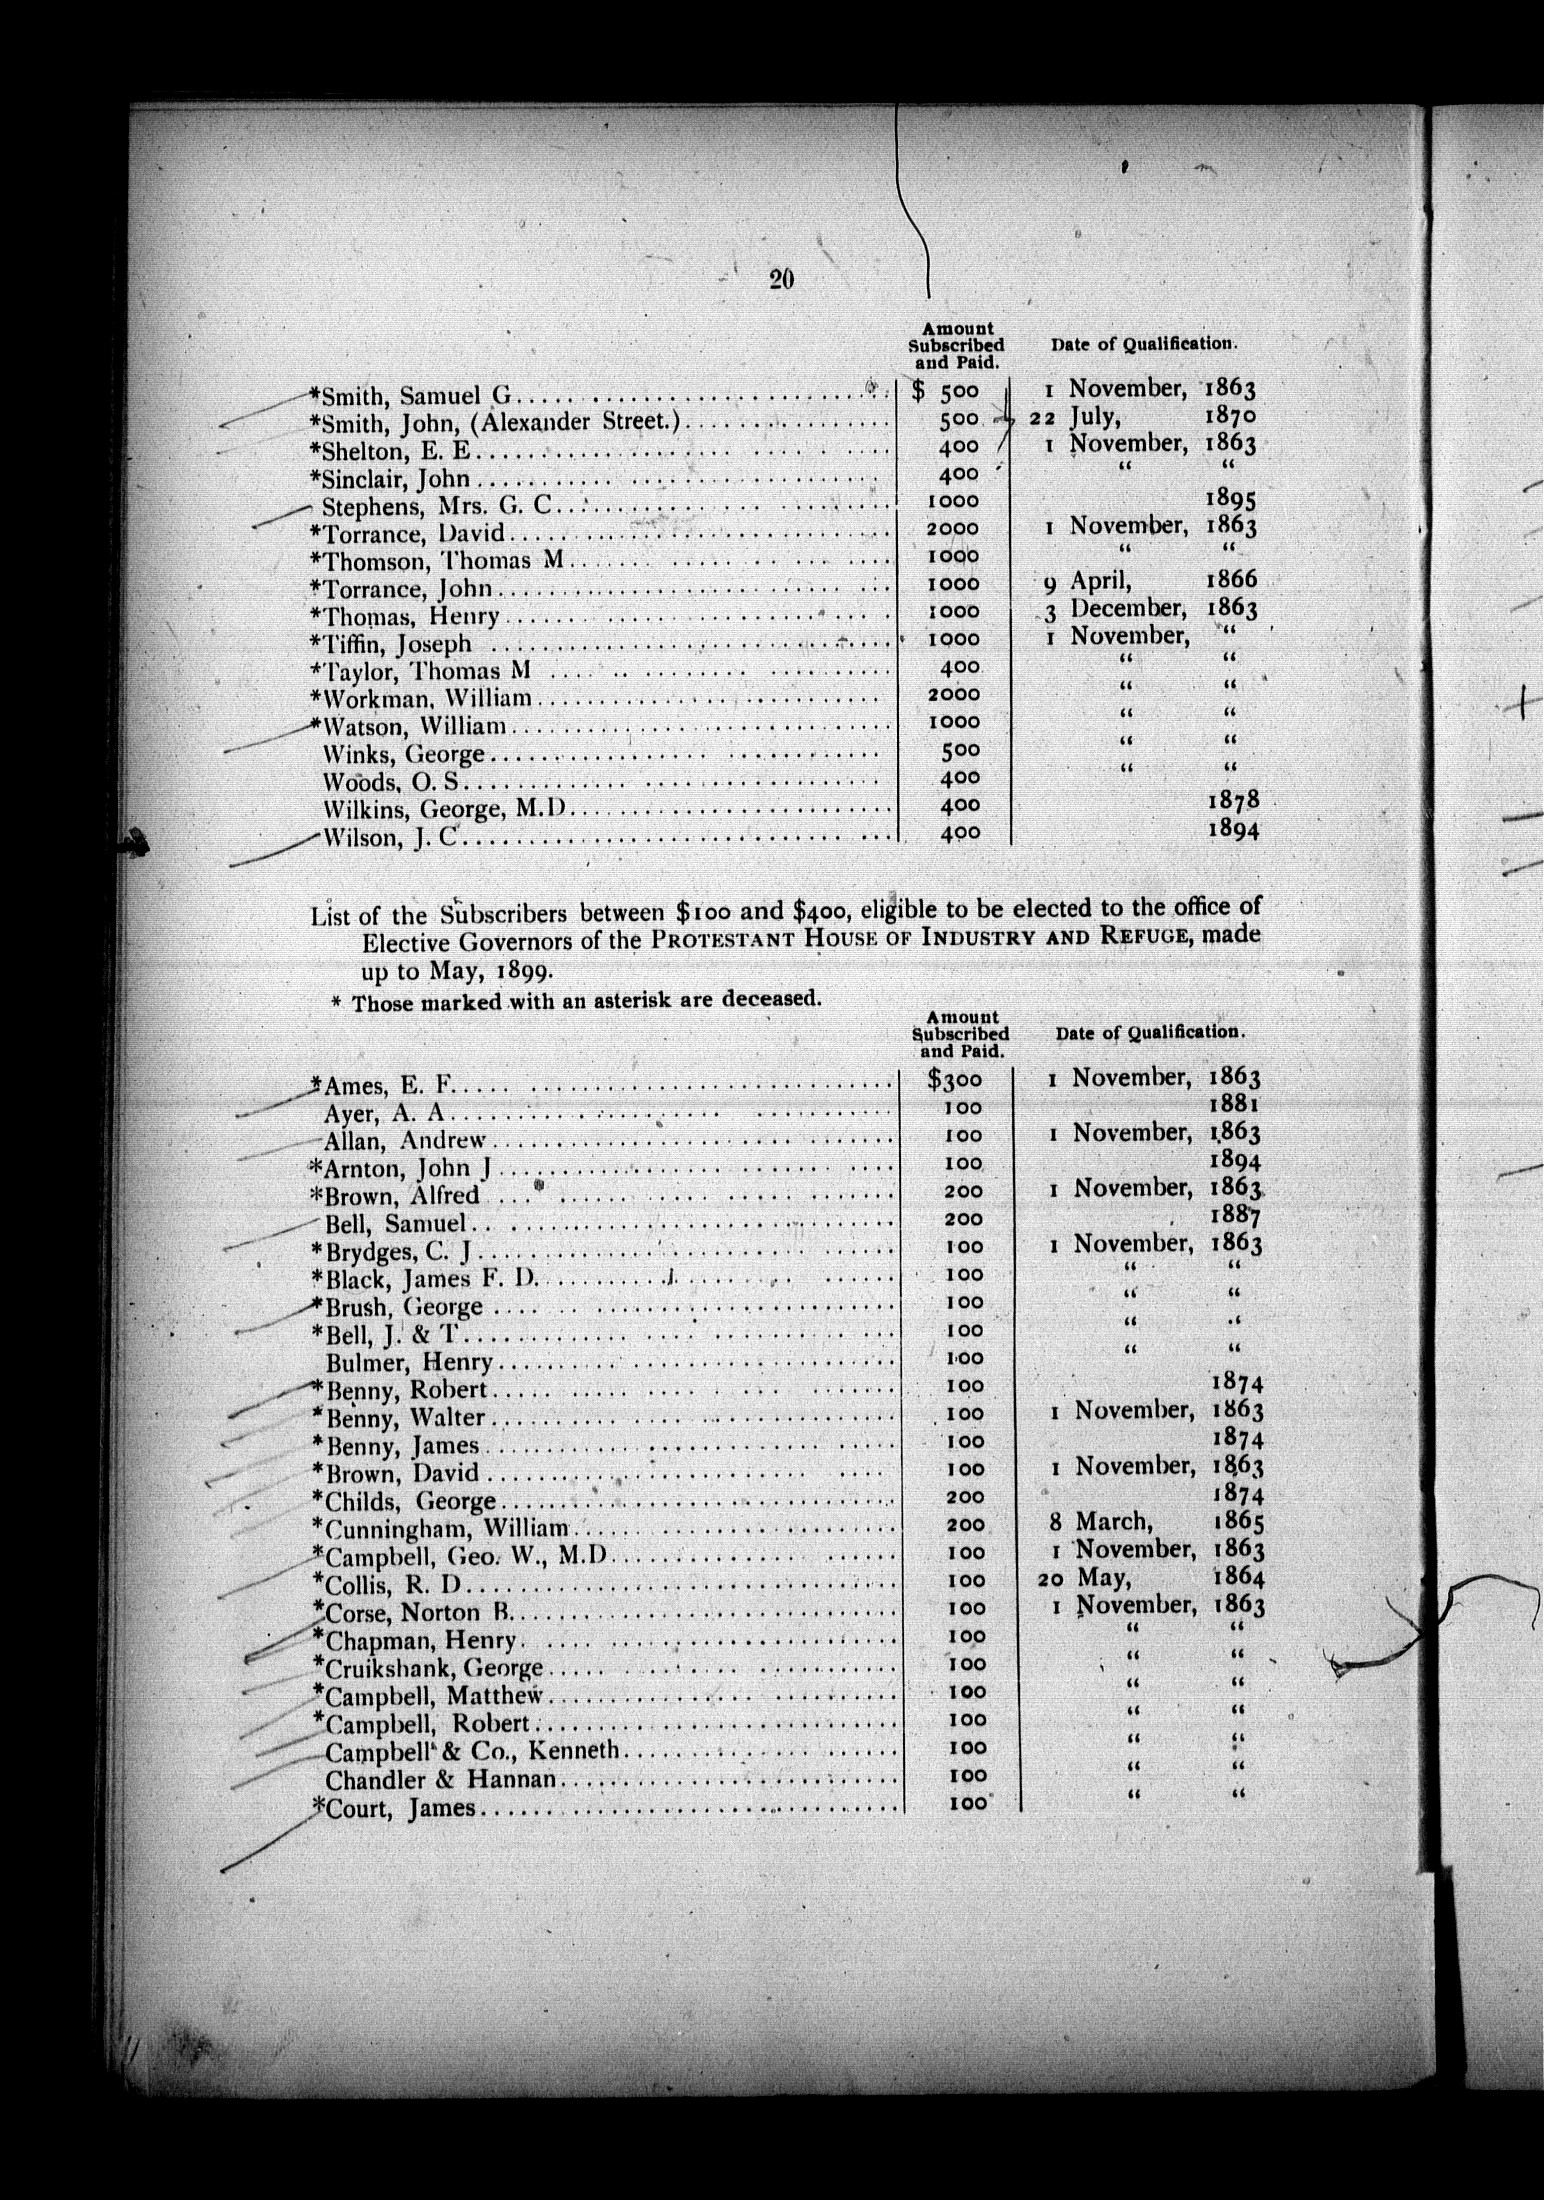 20
Amount Subscribed and Paid. Date of Qualification.
*Smith, Samuel G. $ 500 1 November, 1863
*Smith, John, (Alexander Street.) 500 22 July, 1870
*Shelton, E. E. 400 1 November, 1863
*Sinclair, John 400 “ “
Stephens, Mrs. G. C. 1000 1895
*Torrance, David 2000 1 November, 1863
*Thomson, Thomas M 1000 “ “
*Torrance, John 1000 9 April, 1866
*Thomas, Henry 1000 3 December, 1863
*Tiffin, Joseph 1000 1 November, “
*Taylor, Thomas M 400 “ “
*Workman, William 2000 “ “
*Watson, William 1000 “ “
Winks, George 500 “ “
Woods, O. S. 400 “ “
Wilkins, George, M.D. 400 1878
Wilson, J. C. 400 1894
List of the Subscribers between $100 and $400, eligible to be elected to the office of
Elective Governors of the PROTESTANT HOUSE OF INDUSTRY AND REFUGE, made
up to May, 1899.
* Those marked with an asterisk are deceased.
Amount Subscribed and Paid. Date of Qualification.
*Ames, E. F. $300 1 November, 1863
Ayer, A. A. 100 1881
Allan, Andrew 100 1 November, 1863
*Arnton, John J. 100 1894
*Brown, Alfred 200 1 November, 1863
Bell, Samuel 200 1887
*Brydges, C. J. 100 1 November, 1863
*Black, James F. D. 100 “ “
*Brush, George 100 “ “
*Bell, J. & T. 100 “ “
Bulmer, Henry 100 “ “
*Benny, Robert 100 1874
*Benny, Walter 100 1 November, 1863
*Benny, James 100 1874
*Brown, David 100 1 November, 1863
*Childs, George 200 1874
*Cunningham, William 200 8 March, 1865
*Campbell, Geo. W., M.D. 100 1 November, 1863
*Collis, R. D. 100 20 May, 1864
*Corse, Norton B. 100 1 November, 1863
*Chapman, Henry. 100 “ “
*Cruikshank, George 100 “ “
*Campbell, Matthew 100 “ “
*Campbell, Robert 100 “ “
Campbell & Co., Kenneth 100 “ “
Chandler & Hannan 100 “ “
*Court, James 100 “ “